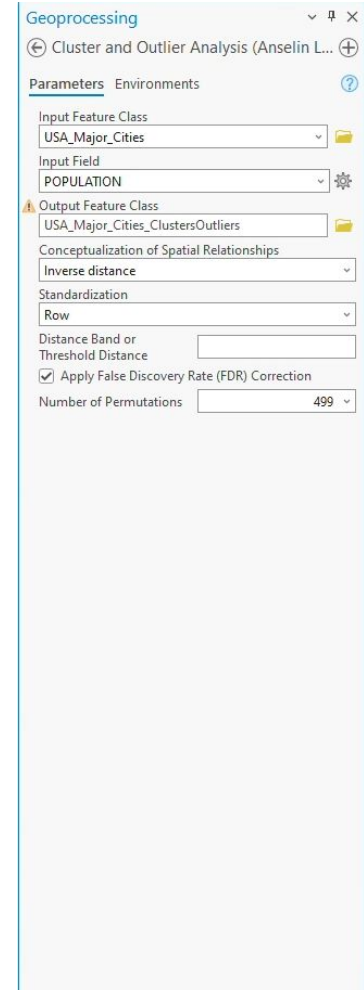 Geoprocessing
Cluster and Outlier Analysis (Anselin L...
Parameters Environments
Input Feature Class
USA_Major_Cities
Input Field
POPULATION
Output Feature Class
USA_Major_Cities_ClustersOutliers
Conceptualization of Spatial Relationships
Inverse distance
Standardization
Row
Distance Band or
Threshold Distance
Apply False Discovery Rate (FDR) Correction
Number of Permutations 499